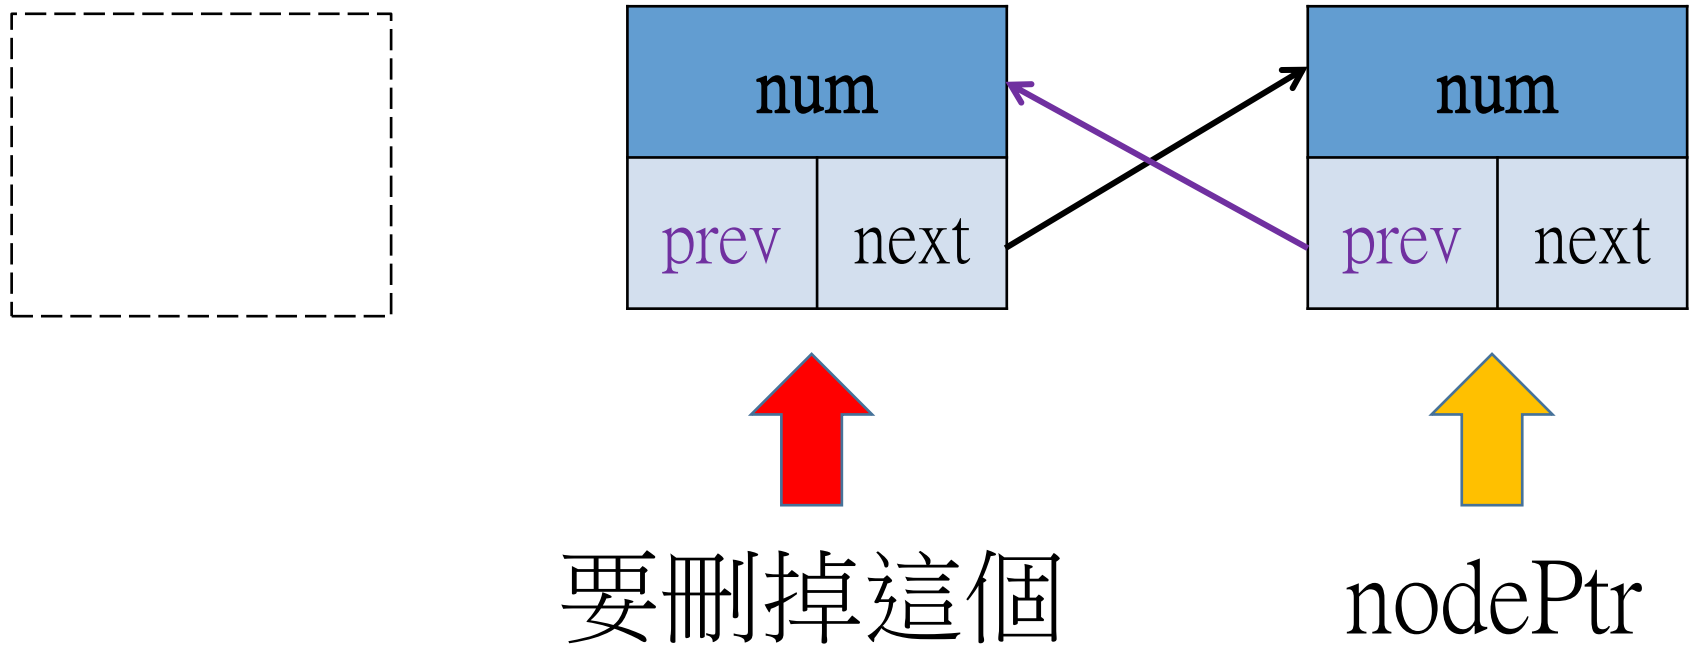 num num
prev next prev next
要刪掉這個 nodePtr